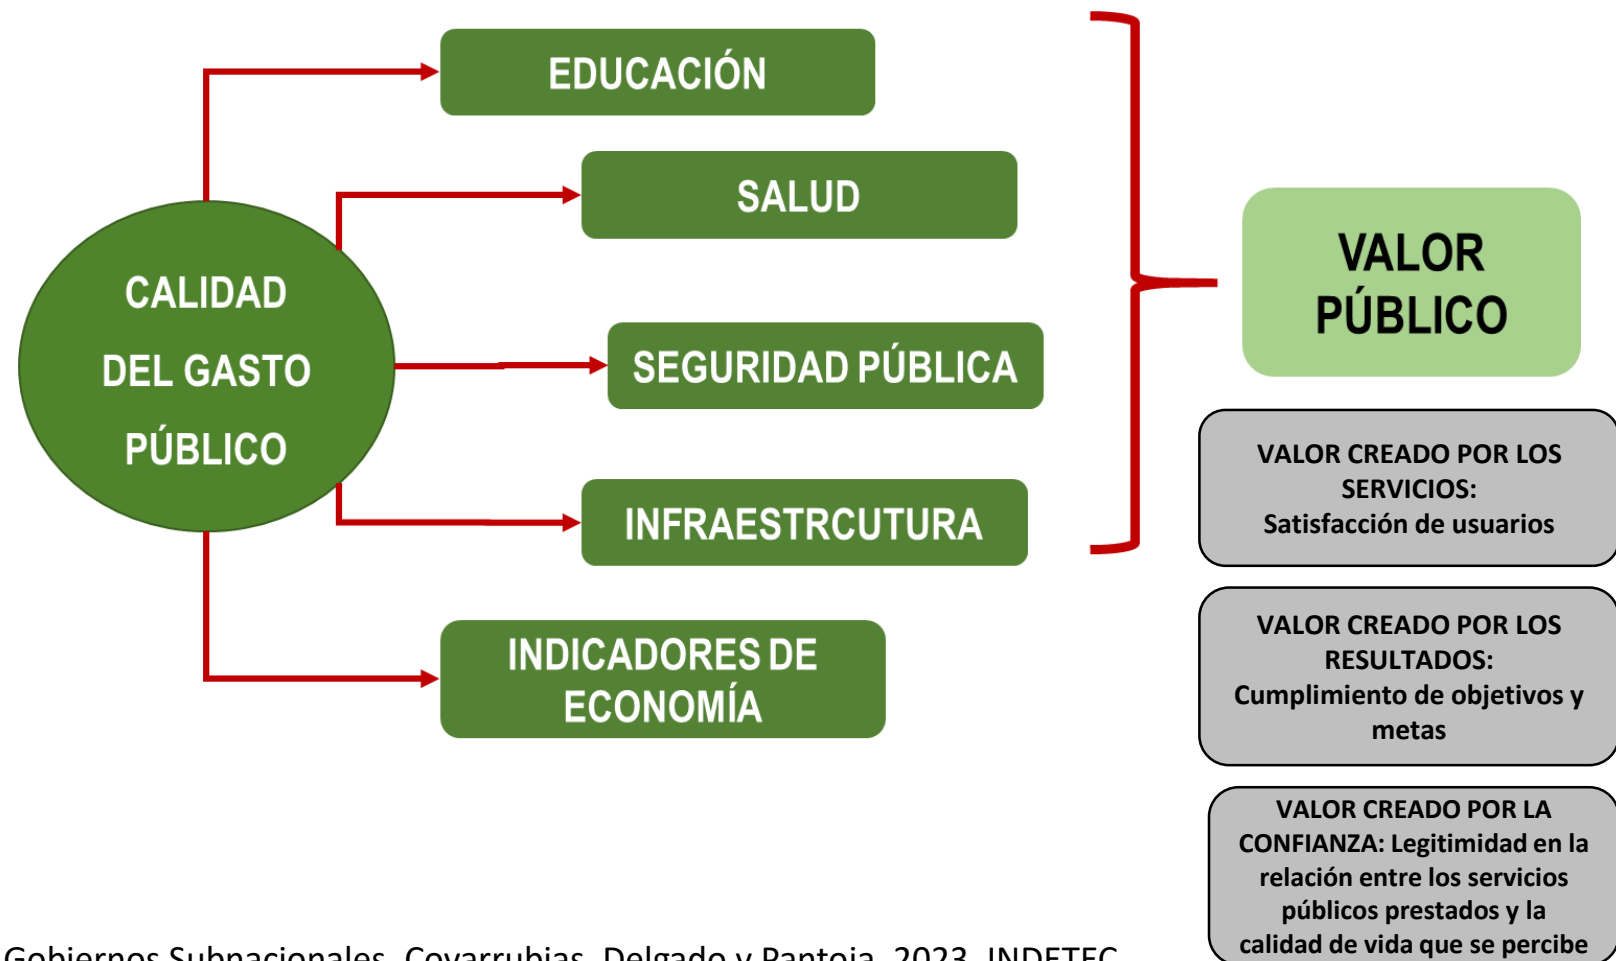 EDUCACIÓN
SALUD
CALIDAD
DEL GASTO
PÚBLICO
SEGURIDAD PÚBLICA
INFRAESTRCUTURA
INDICADORES DE
ECONOMÍA
VALOR
PÚBLICO
VALOR CREADO POR LOS
SERVICIOS:
Satisfacción de usuarios
VALOR CREADO POR LOS
RESULTADOS:
Cumplimiento de objetivos y
metas
VALOR CREADO POR LA
CONFIANZA: Legitimidad en la
relación entre los servicios
públicos prestados y la
calidad de vida que se percibe
Gobiernos Subnacionales. Covarrubias, Delgado y Pantoja, 2023. INDETEC